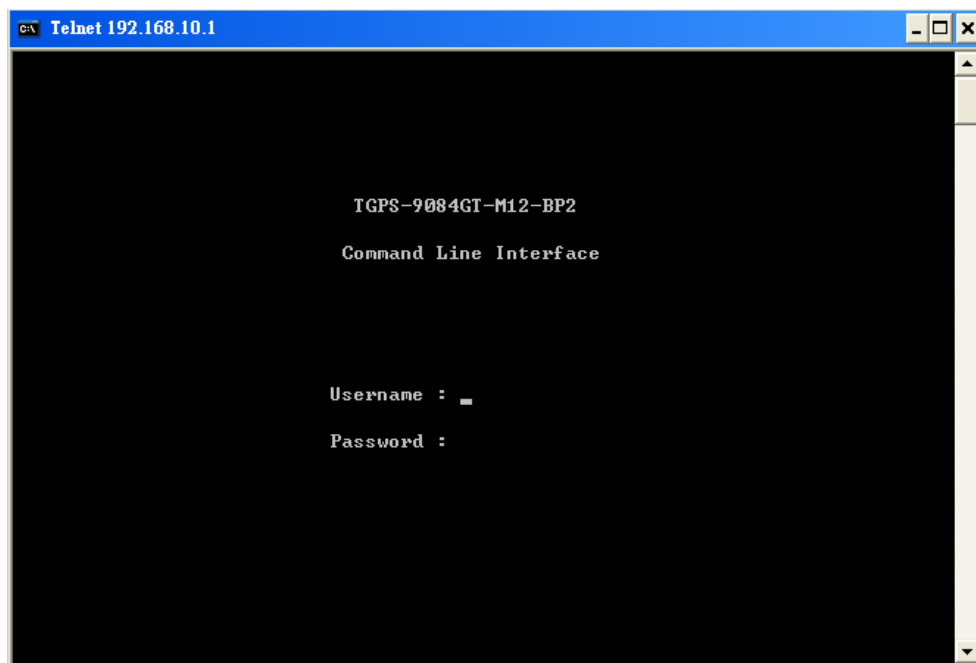 C:\ Telnet 192.168.10.1
TGPS-9084GT-M12-BP2
Command Line Interface
Username : _
Password :